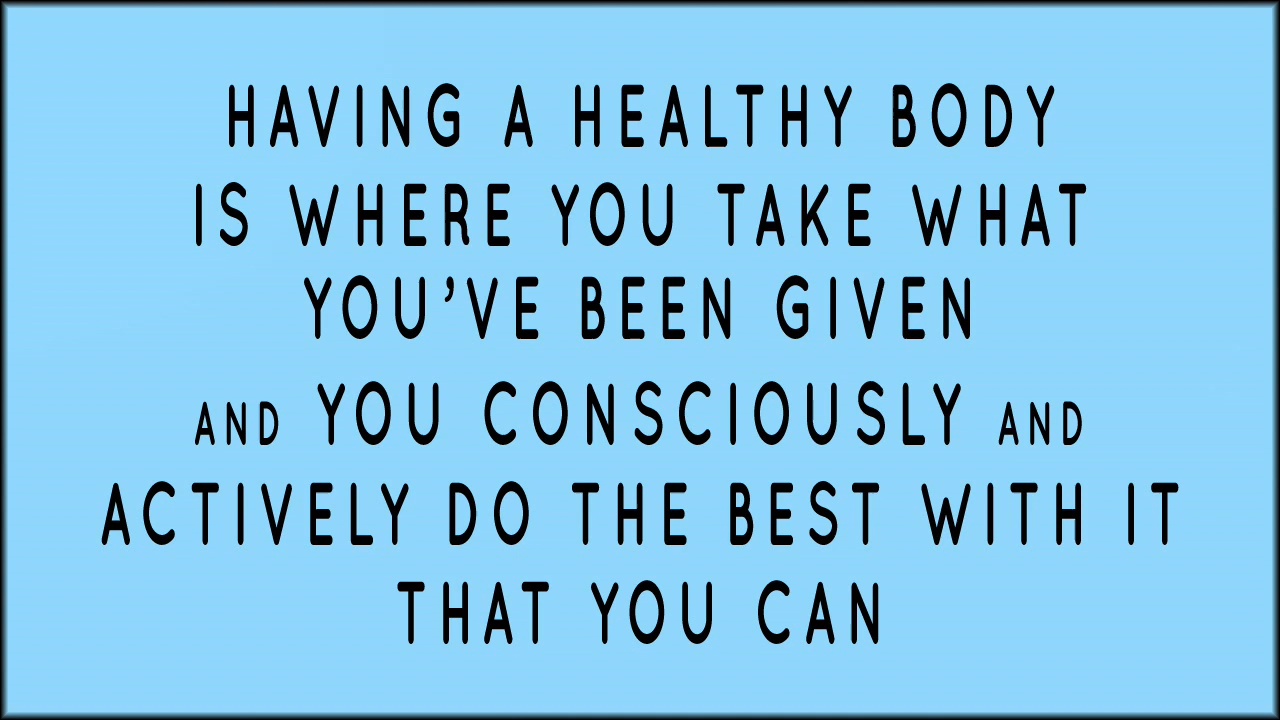 HAVING A HEALTHY BODY
IS WHERE YOU TAKE WHAT
YOU’VE BEEN GIVEN
AND YOU CONSCIOUSLY AND
ACTIVELY DO THE BEST WITH IT
THAT YOU CAN